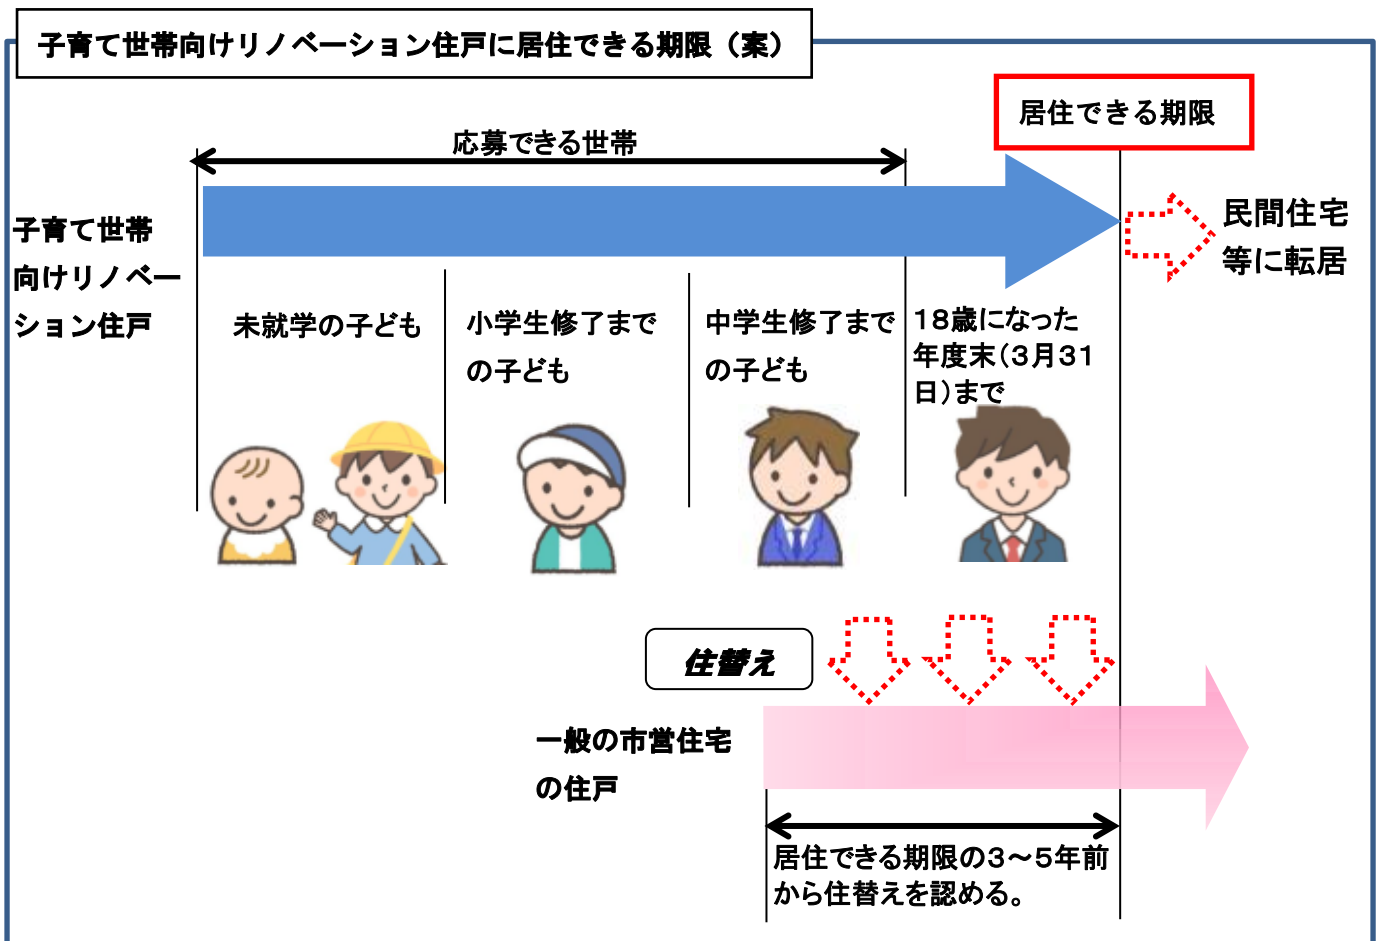 子育て世帯向けリノベーション住戸に居住できる期限（案）
居住できる期限
応募できる世帯
子育て世帯
向けリノベー
ション住戸
民間住宅
等に転居
未就学の子ども
小学生修了まで
の子ども
中学生修了まで
の子ども
18歳になった
年度末（3月31
日）まで
住替え
一般の市営住宅
の住戸
居住できる期限の3～5年前
から住替えを認める。